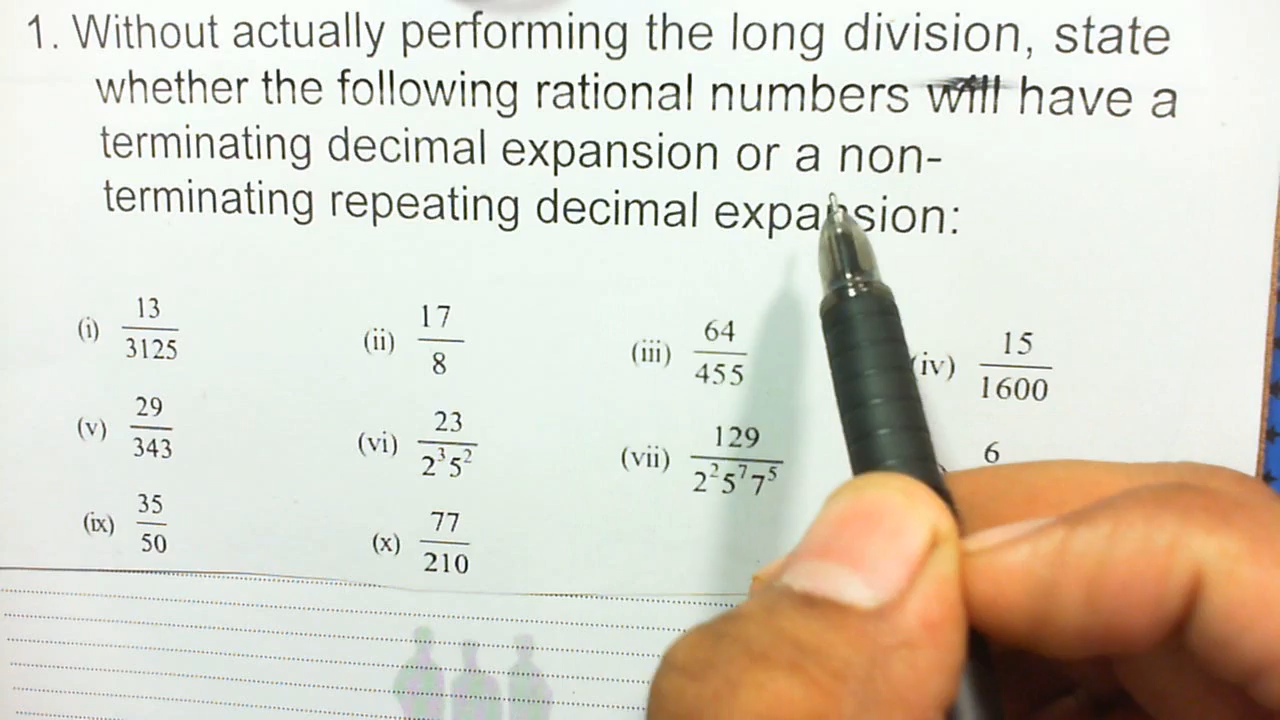 1. Without actually performing the long division, state
whether the following rational numbers will have a
terminating decimal expansion or a non-
terminating repeating decimal expansion:
(i) 13/3125 (ii) 17/8 (iii) 64/455 (iv) 15/1600
(v) 29/343 (vi) 23/2³5² (vii) 129/2²5⁷7⁵ 6
(ix) 35/50 (x) 77/210